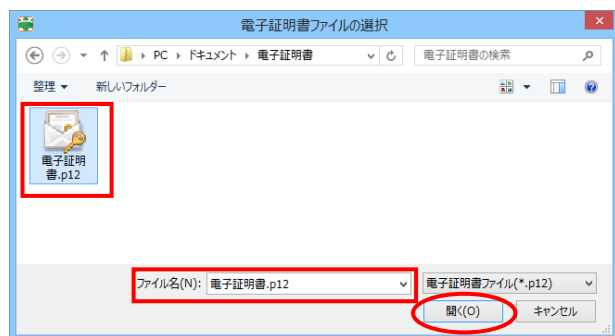 電子証明書ファイルの選択
PC ドキュメント 電子証明書
電子証明書の検索
整理 新しいフォルダー
電子証明
書.p12
ファイル名(N): 電子証明書.p12
電子証明書ファイル(*.p12)
開く(O) キャンセル